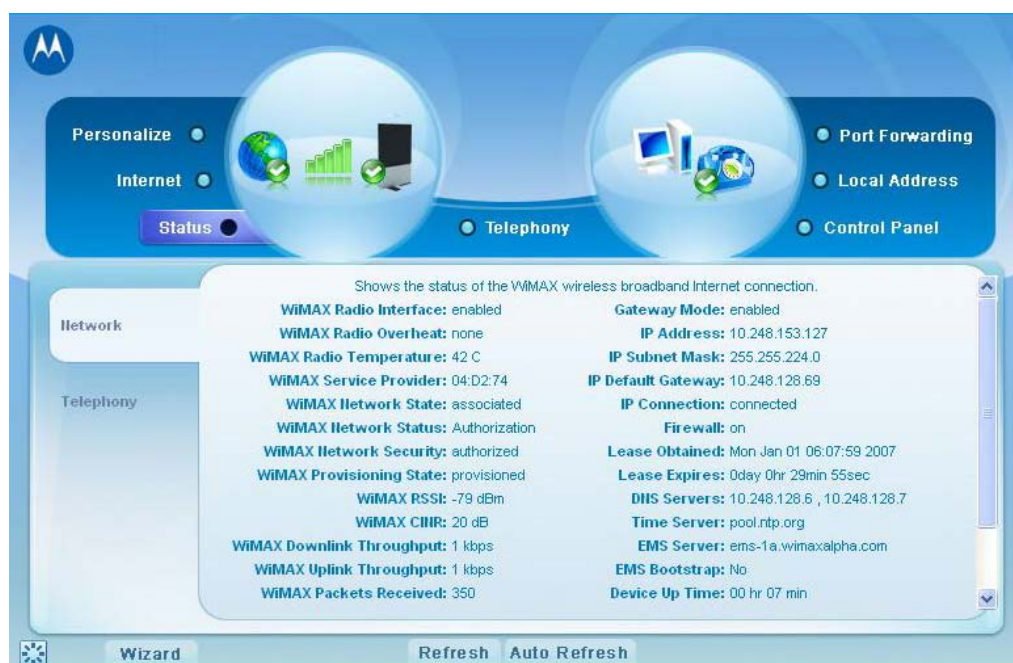 Personalize
Internet
Status
Telephony
Port Forwarding
Local Address
Control Panel
Network
Telephony
Shows the status of the WiMAX wireless broadband Internet connection.
WiMAX Radio Interface: enabled
WiMAX Radio Overheat: none
WiMAX Radio Temperature: 42 C
WiMAX Service Provider: 04:D2:74
WiMAX Network State: associated
WiMAX Network Status: Authorization
WiMAX Network Security: authorized
WiMAX Provisioning State: provisioned
WiMAX RSSI: -79 dBm
WiMAX CINR: 20 dB
WiMAX Downlink Throughput: 1 kbps
WiMAX Uplink Throughput: 1 kbps
WiMAX Packets Received: 350
Gateway Mode: enabled
IP Address: 10.248.153.127
IP Subnet Mask: 255.255.224.0
IP Default Gateway: 10.248.128.69
IP Connection: connected
Firewall: on
Lease Obtained: Mon Jan 01 06:07:59 2007
Lease Expires: 0day 0hr 29min 55sec
DNS Servers: 10.248.128.6 , 10.248.128.7
Time Server: pool.ntp.org
EMS Server: ems-1a.wimaxalpha.com
EMS Bootstrap: No
Device Up Time: 00 hr 07 min
Wizard
Refresh
Auto Refresh